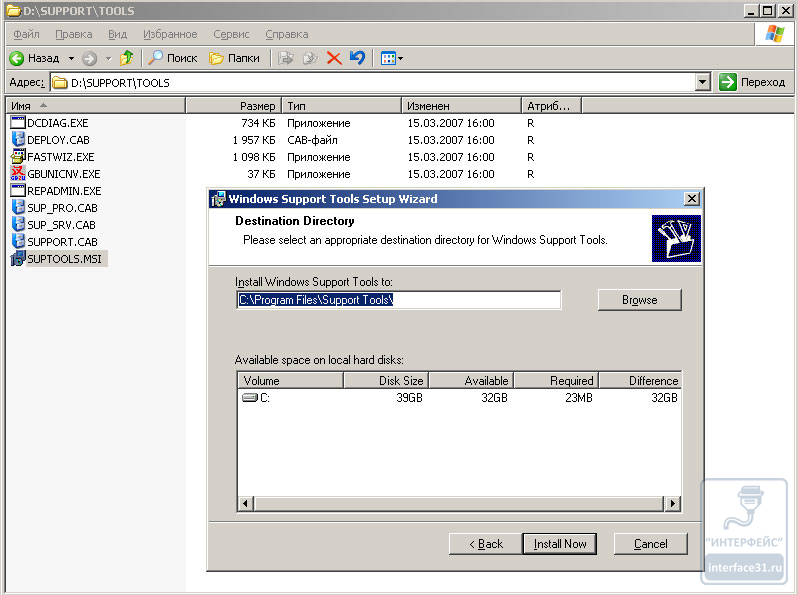 D:\SUPPORT\TOOLS
Файл Правка Вид Избранное Сервис Справка
Назад Поиск Папки
Адрес: D:\SUPPORT\TOOLS Переход
Имя Размер Тип Изменен Атриб...
DCDIAG.EXE 734 КБ Приложение 15.03.2007 16:00 R
DEPLOY.CAB 1 957 КБ CAB-файл 15.03.2007 16:00 R
FASTWIZ.EXE 1 098 КБ Приложение 15.03.2007 16:00 R
GBUNICNV.EXE 37 КБ Приложение 15.03.2007 16:00 R
REPADMIN.EXE
SUP_PRO.CAB
SUP_SRV.CAB
SUPPORT.CAB
SUPTOOLS.MSI
Windows Support Tools Setup Wizard
Destination Directory
Please select an appropriate destination directory for Windows Support Tools.
Install Windows Support Tools to:
C:\Program Files\Support Tools\
Browse
Available space on local hard disks:
Volume Disk Size Available Required Difference
C: 39GB 32GB 23MB 32GB
< Back Install Now Cancel
"ИНТЕРФЕЙС"
interface31.ru